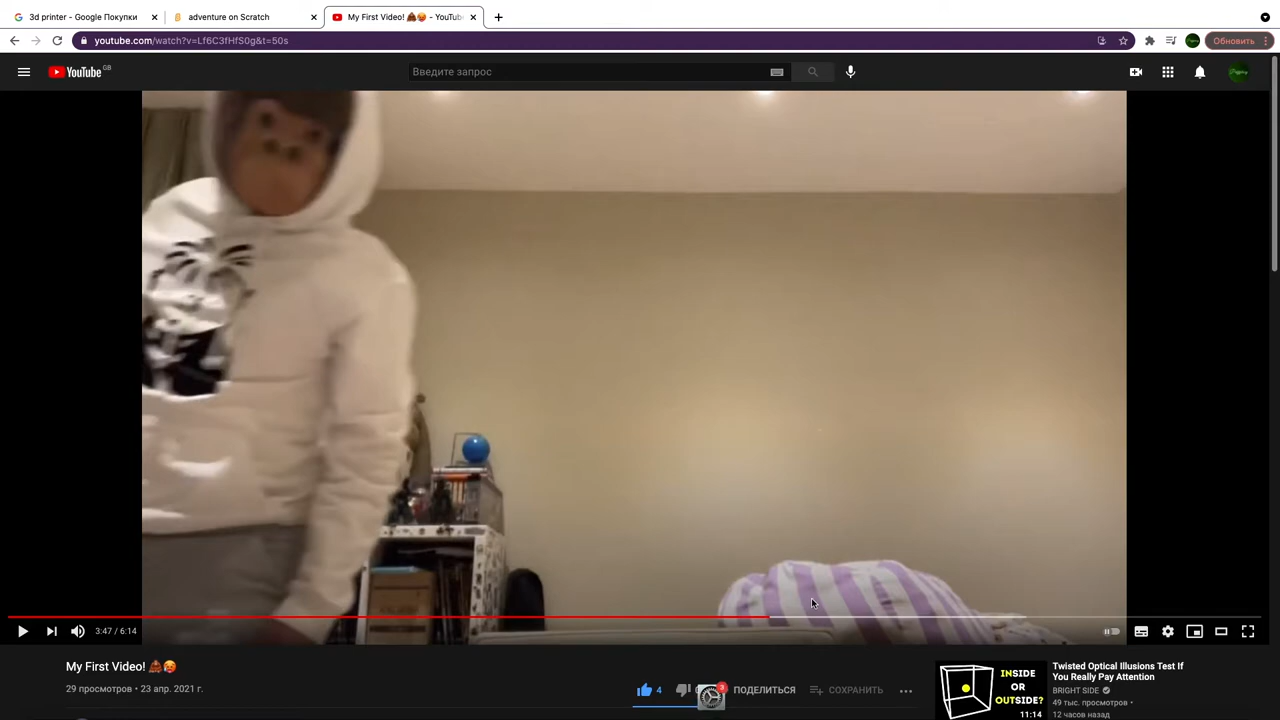 3d printer - Google Покупки
adventure on Scratch
My First Video! 💩🥵 - YouTub
youtube.com/watch?v=Lf6C3fHfS0g&t=50s
Обновить
YouTube GB
Введите запрос
3:47 / 6:14
My First Video! 💩🥵
29 просмотров • 23 апр. 2021 г.
4
3
ПОДЕЛИТЬСЯ
СОХРАНИТЬ
INSIDE
OR
OUTSIDE?
11:14
Twisted Optical Illusions Test If
You Really Pay Attention
BRIGHT SIDE
49 тыс. просмотров •
12 часов назад